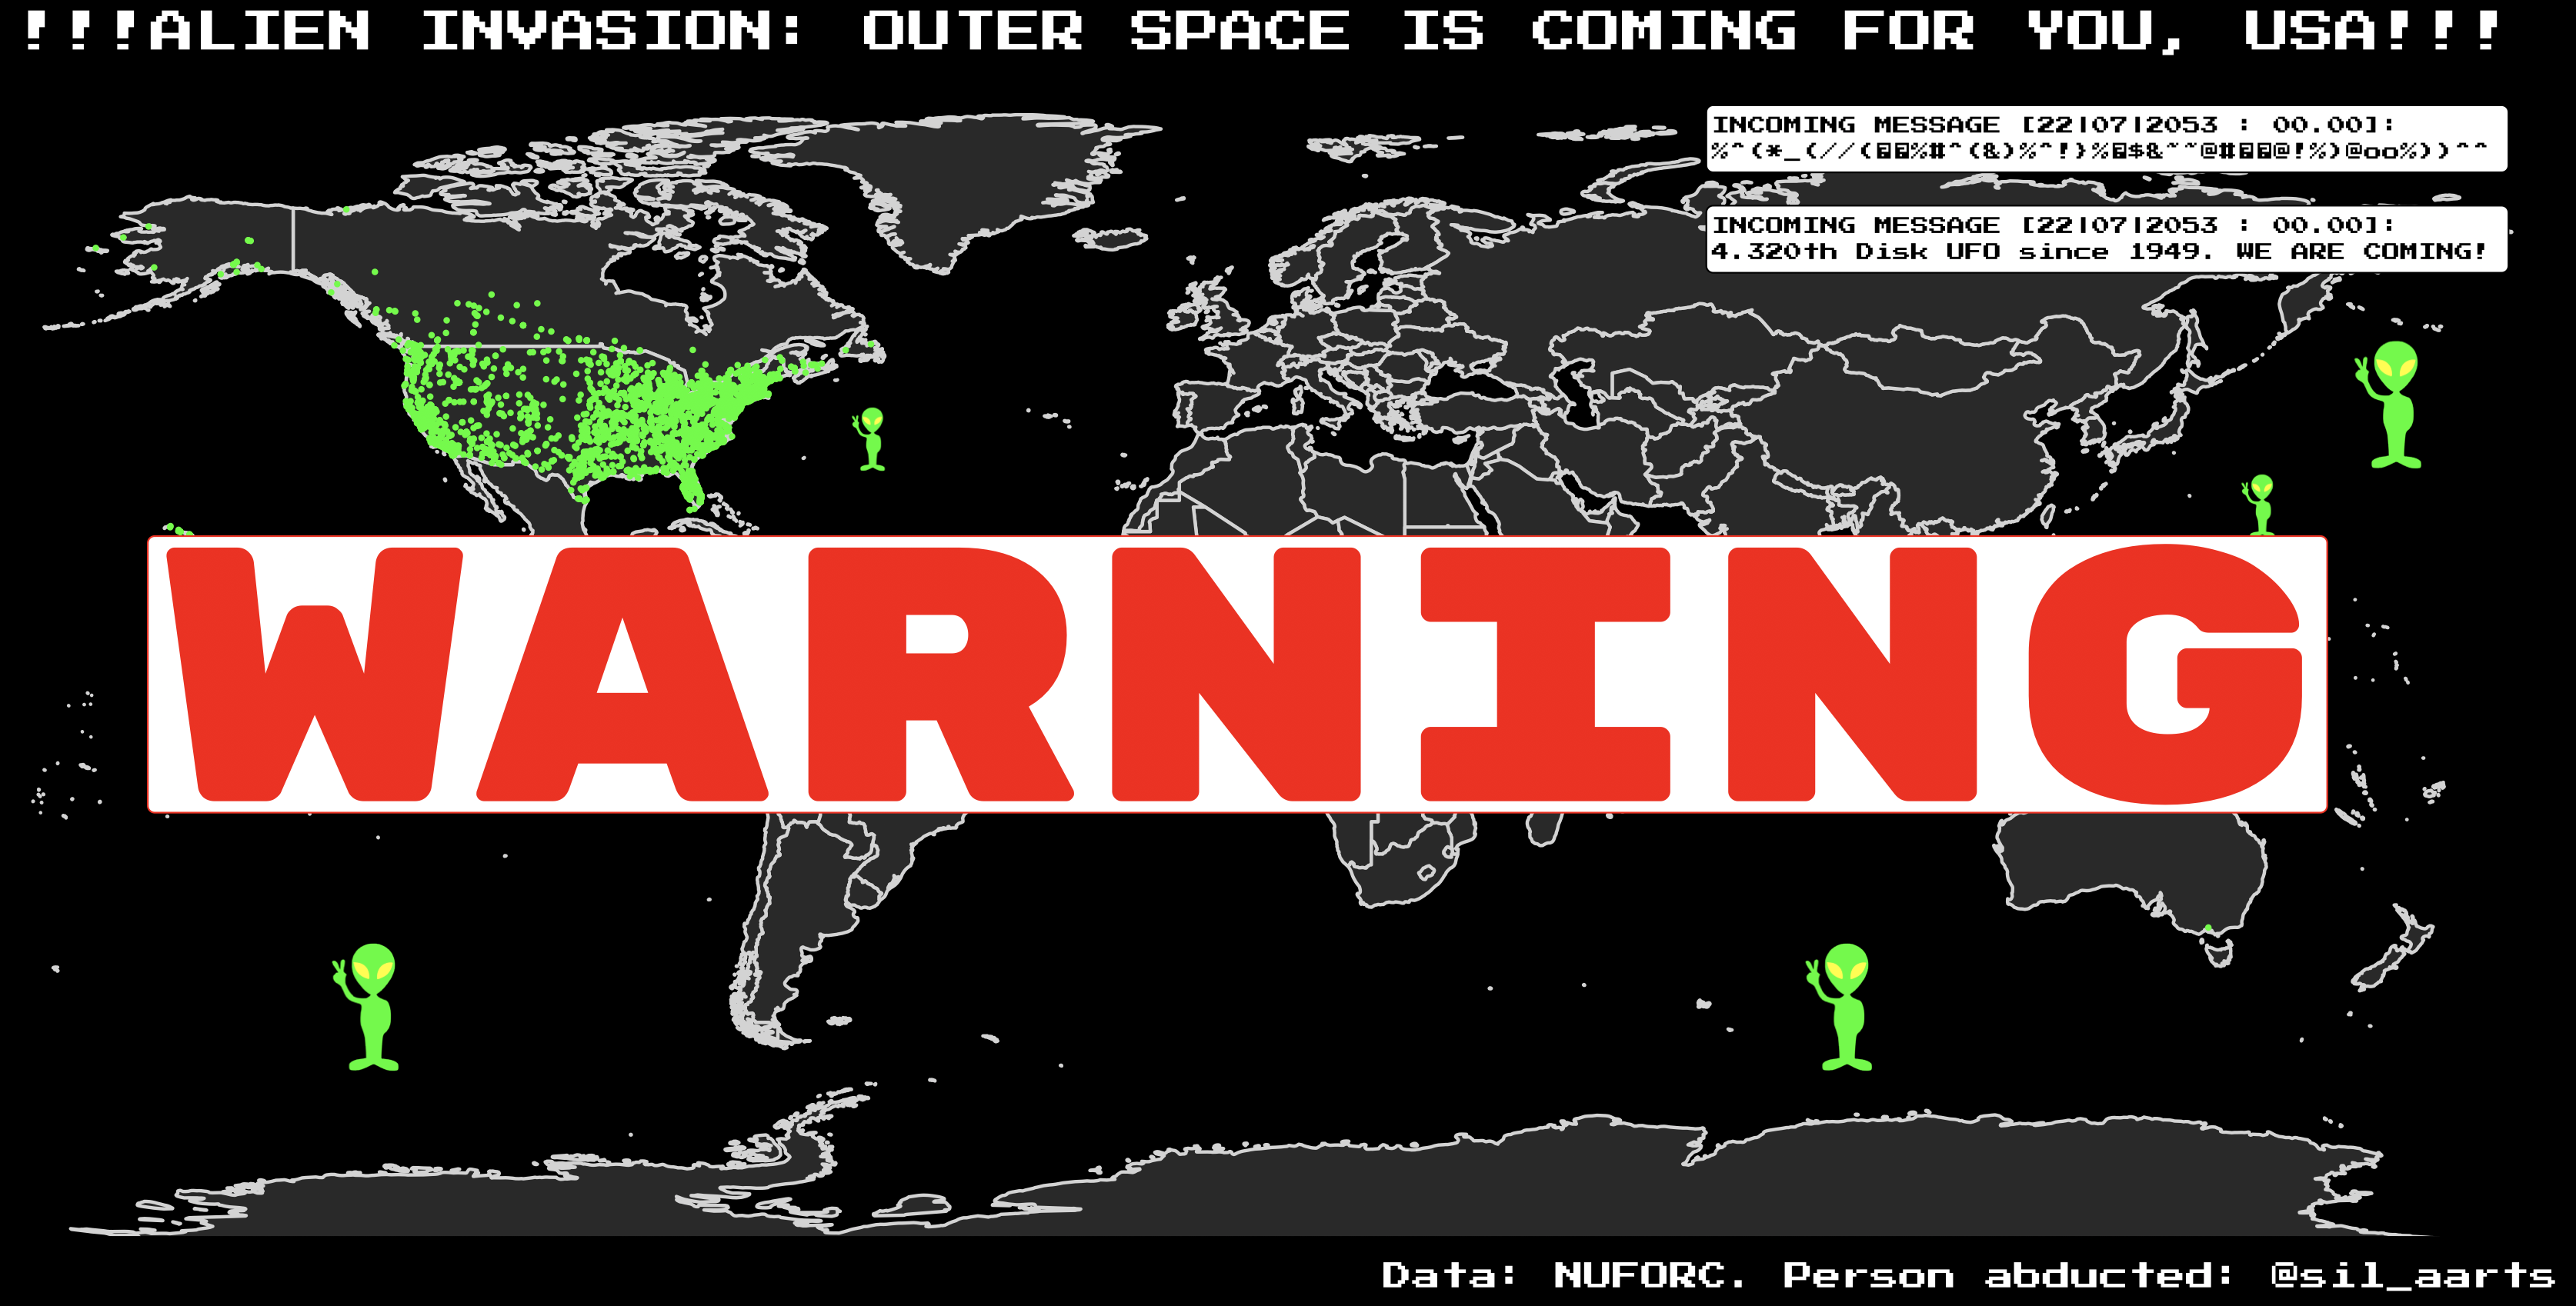 !!!ALIEN INVASION: OUTER SPACE IS COMING FOR YOU, USA!!!
INCOMING MESSAGE [22|07|2053 : 00.00]:
INCOMING MESSAGE [22|07|2053 : 00.00]:
4.320th Disk UFO since 1949. WE ARE COMING!
WARNING
Data: NUFORC. Person abducted: @sil_aarts